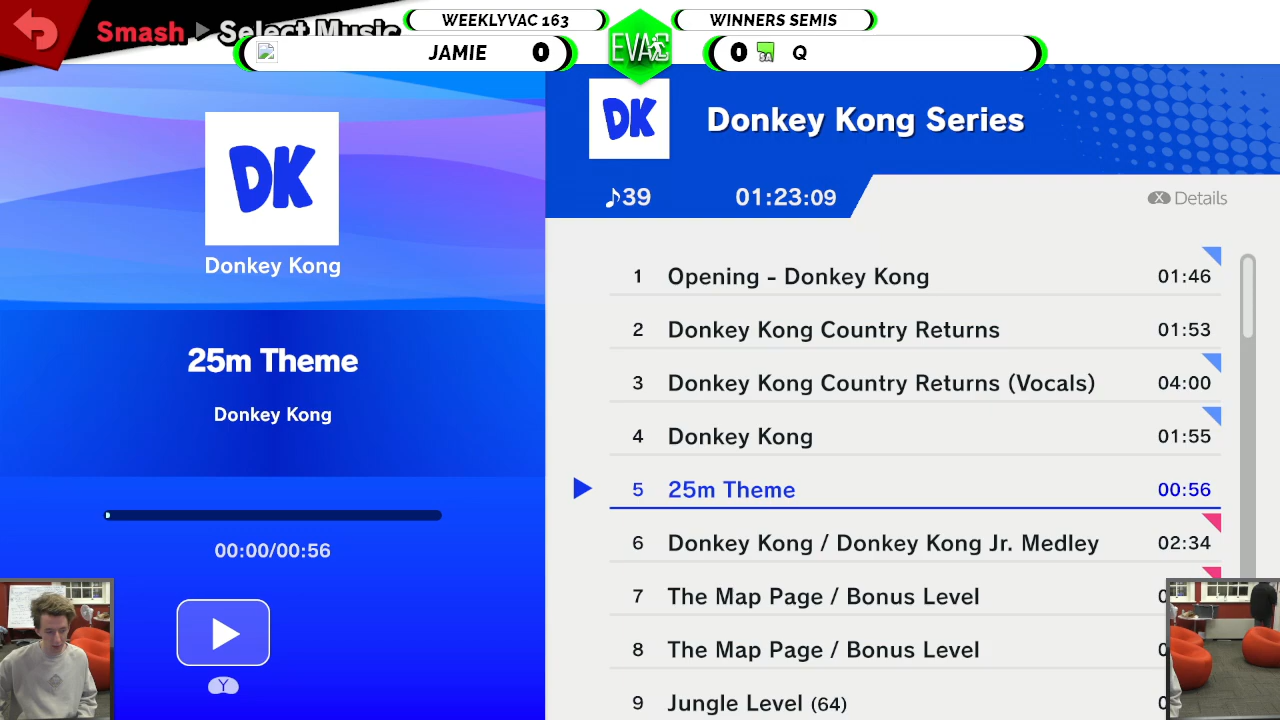 WEEKLYVAC 163
WINNERS SEMIS
Smash ▶ Select Music
JAMIE 0
EVAC
0 SA Q
DK
Donkey Kong
25m Theme
Donkey Kong
00:00/00:56
Y
DK
Donkey Kong Series
♪39 01:23:09
X Details
1 Opening - Donkey Kong 01:46
2 Donkey Kong Country Returns 01:53
3 Donkey Kong Country Returns (Vocals) 04:00
4 Donkey Kong 01:55
5 25m Theme 00:56
6 Donkey Kong / Donkey Kong Jr. Medley 02:34
7 The Map Page / Bonus Level
8 The Map Page / Bonus Level
9 Jungle Level (64)